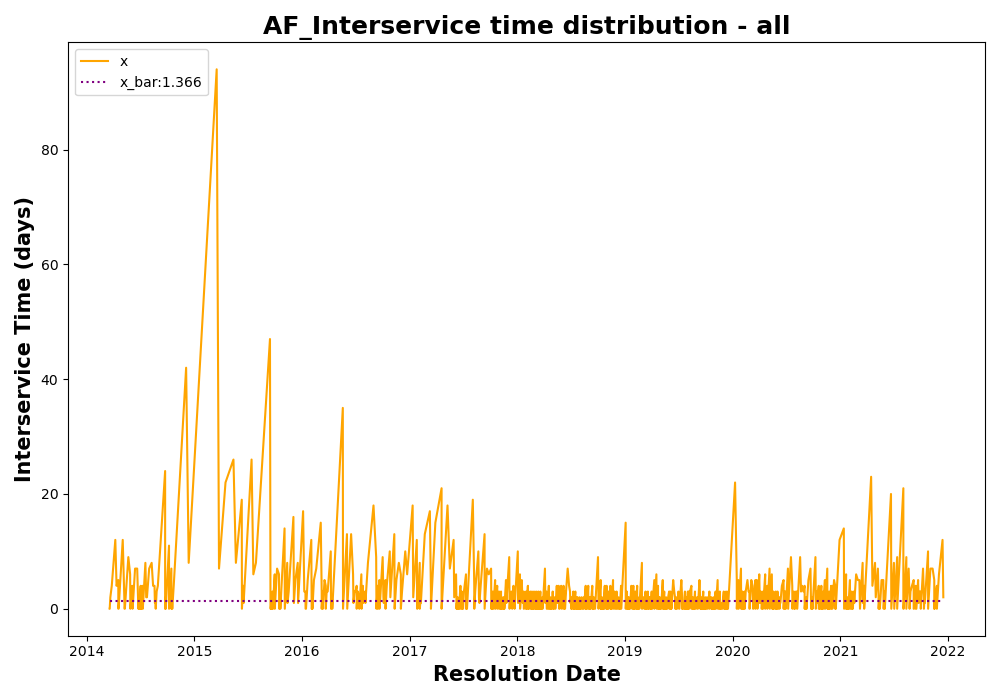 AF_Interservice time distribution - all
x
x_bar:1.366
Interservice Time (days)
80
60
40
20
0
2014 2015 2016 2017 2018 2019 2020 2021 2022
Resolution Date